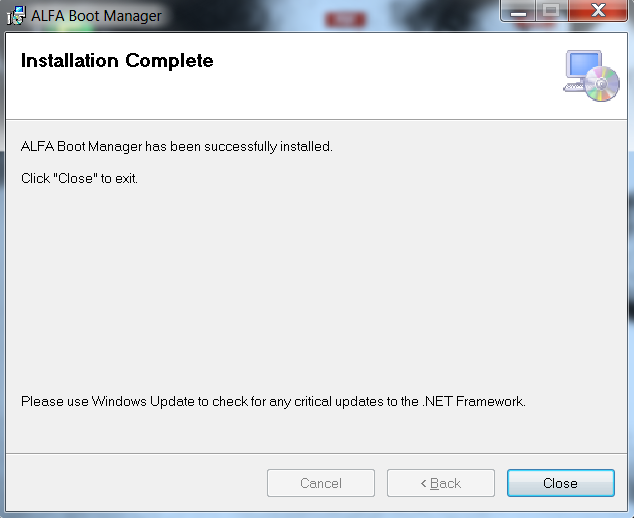 ALFA Boot Manager
Installation Complete
ALFA Boot Manager has been successfully installed.
Click "Close" to exit.
Please use Windows Update to check for any critical updates to the .NET Framework.
Cancel
< Back
Close